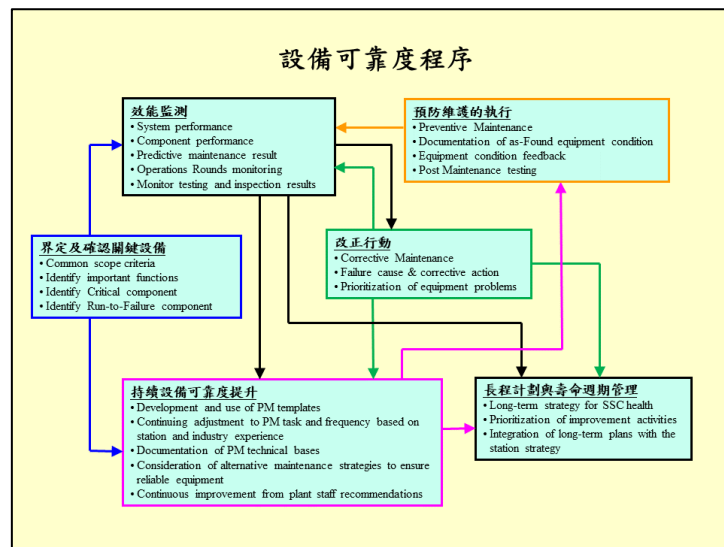 設備可靠度程序
效能監測
• System performance
• Component performance
• Predictive maintenance result
• Operations Rounds monitoring
• Monitor testing and inspection results
預防維護的執行
• Preventive Maintenance
• Documentation of as-Found equipment condition
• Equipment condition feedback
• Post Maintenance testing
界定及確認關鍵設備
• Common scope criteria
• Identify important functions
• Identify Critical component
• Identify Run-to-Failure component
改正行動
• Corrective Maintenance
• Failure cause & corrective action
• Prioritization of equipment problems
持續設備可靠度提升
• Development and use of PM templates
• Continuing adjustment to PM task and frequency based on
station and industry experience
• Documentation of PM technical bases
• Consideration of alternative maintenance strategies to ensure
reliable equipment
• Continuous improvement from plant staff recommendations
長程計劃與壽命週期管理
• Long-term strategy for SSC health
• Prioritization of improvement activities
• Integration of long-term plans with the
station strategy